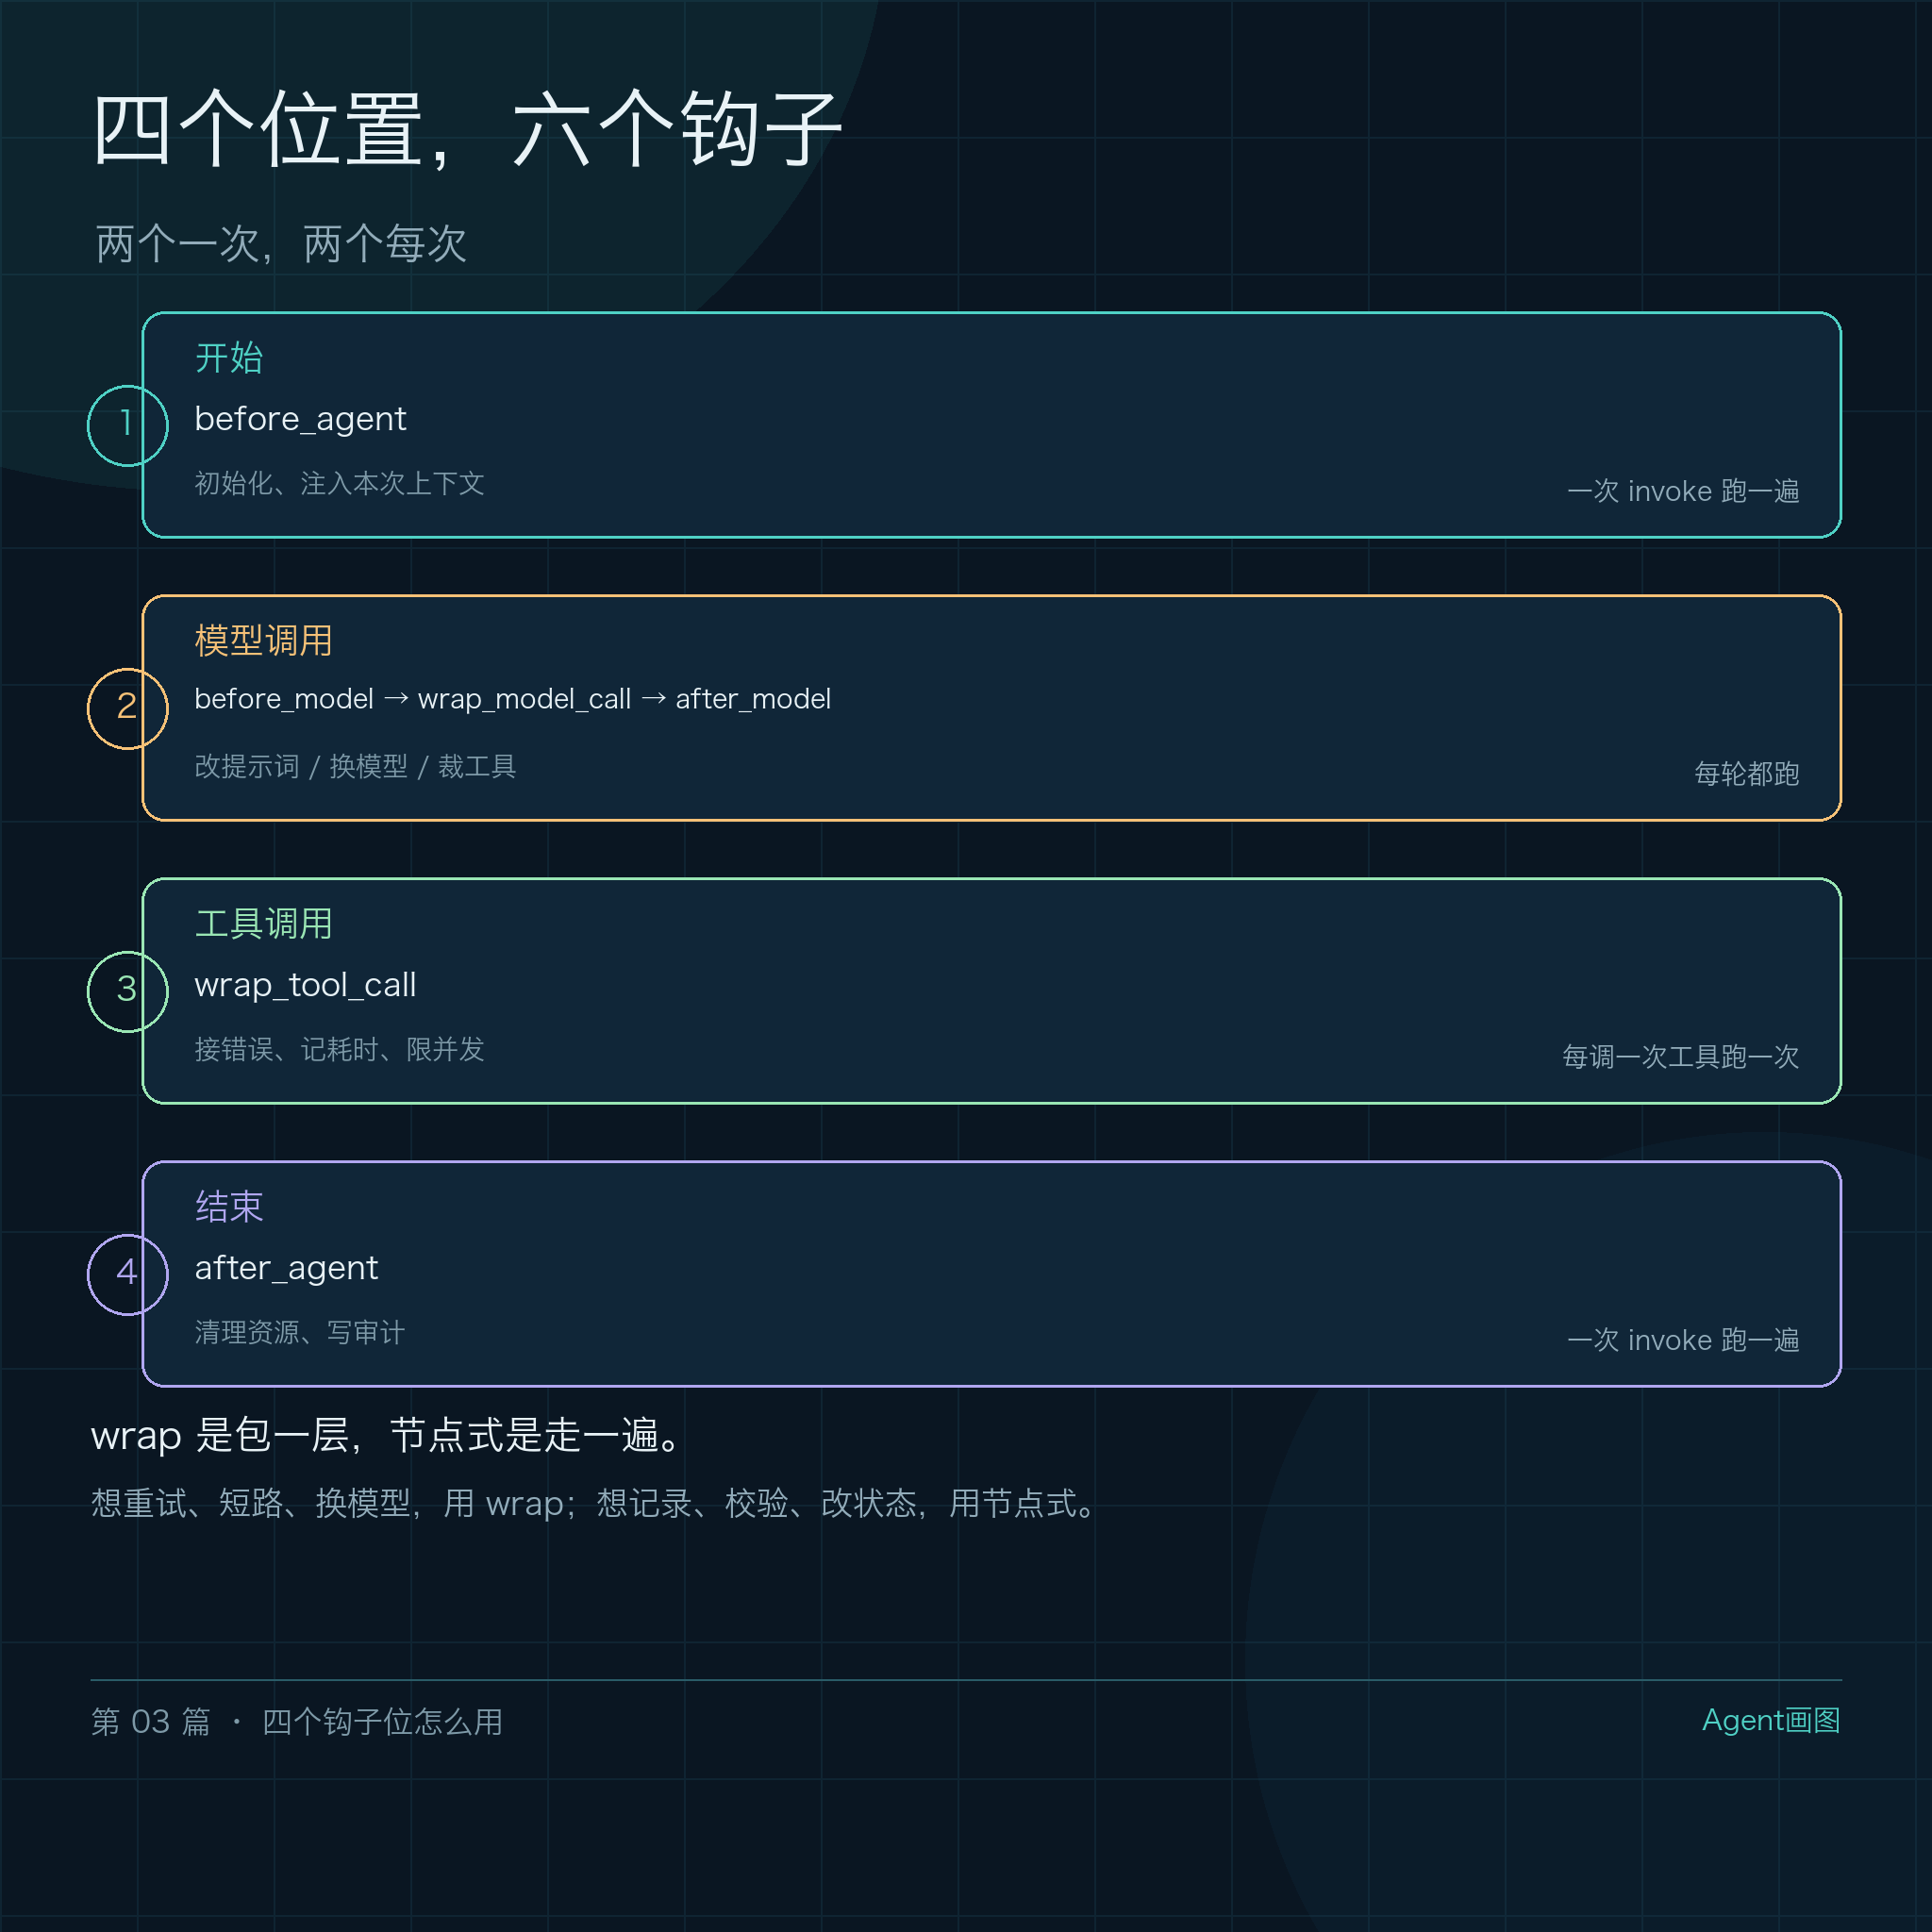 四个位置，六个钩子
两个一次，两个每次
开始
1
before_agent
初始化、注入本次上下文
一次 invoke 跑一遍
模型调用
2
before_model → wrap_model_call → after_model
改提示词 / 换模型 / 裁工具
每轮都跑
工具调用
3
wrap_tool_call
接错误、记耗时、限并发
每调一次工具跑一次
结束
4
after_agent
清理资源、写审计
一次 invoke 跑一遍
wrap 是包一层，节点式是走一遍。
想重试、短路、换模型，用 wrap；想记录、校验、改状态，用节点式。
第 03 篇 · 四个钩子位怎么用
Agent画图